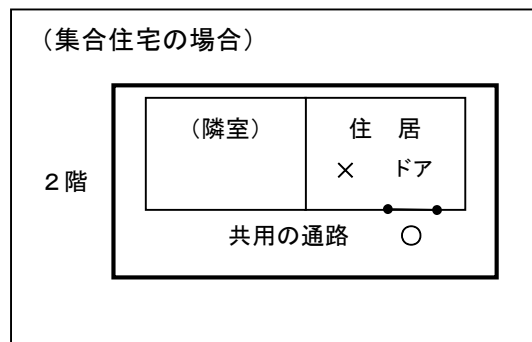 （集合住宅の場合）
（隣室）
住 居
２階
× ドア
共用の通路 ○